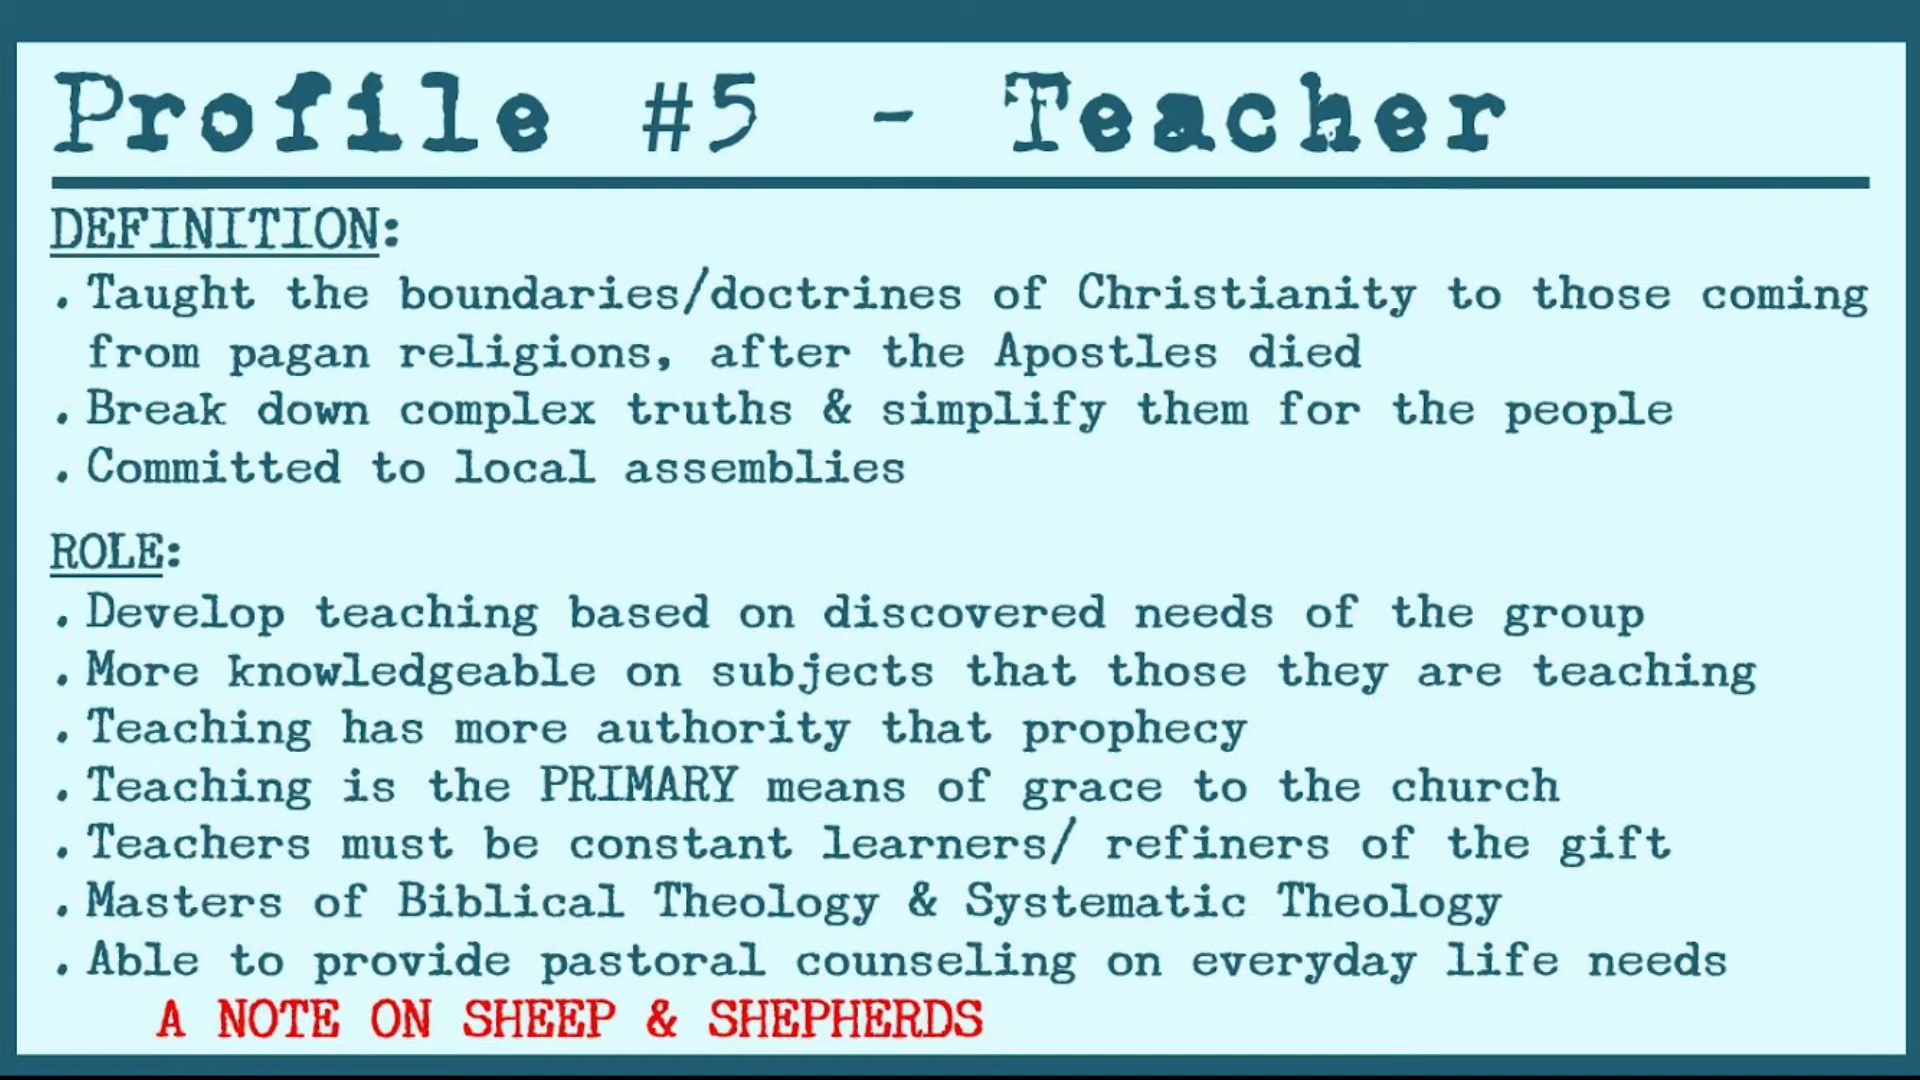 Profile #5 - Teacher
DEFINITION:
. Taught the boundaries/doctrines of Christianity to those coming
from pagan religions, after the Apostles died
. Break down complex truths & simplify them for the people
. Committed to local assemblies
ROLE:
. Develop teaching based on discovered needs of the group
. More knowledgeable on subjects that those they are teaching
. Teaching has more authority that prophecy
. Teaching is the PRIMARY means of grace to the church
. Teachers must be constant learners/ refiners of the gift
. Masters of Biblical Theology & Systematic Theology
. Able to provide pastoral counseling on everyday life needs
A NOTE ON SHEEP & SHEPHERDS